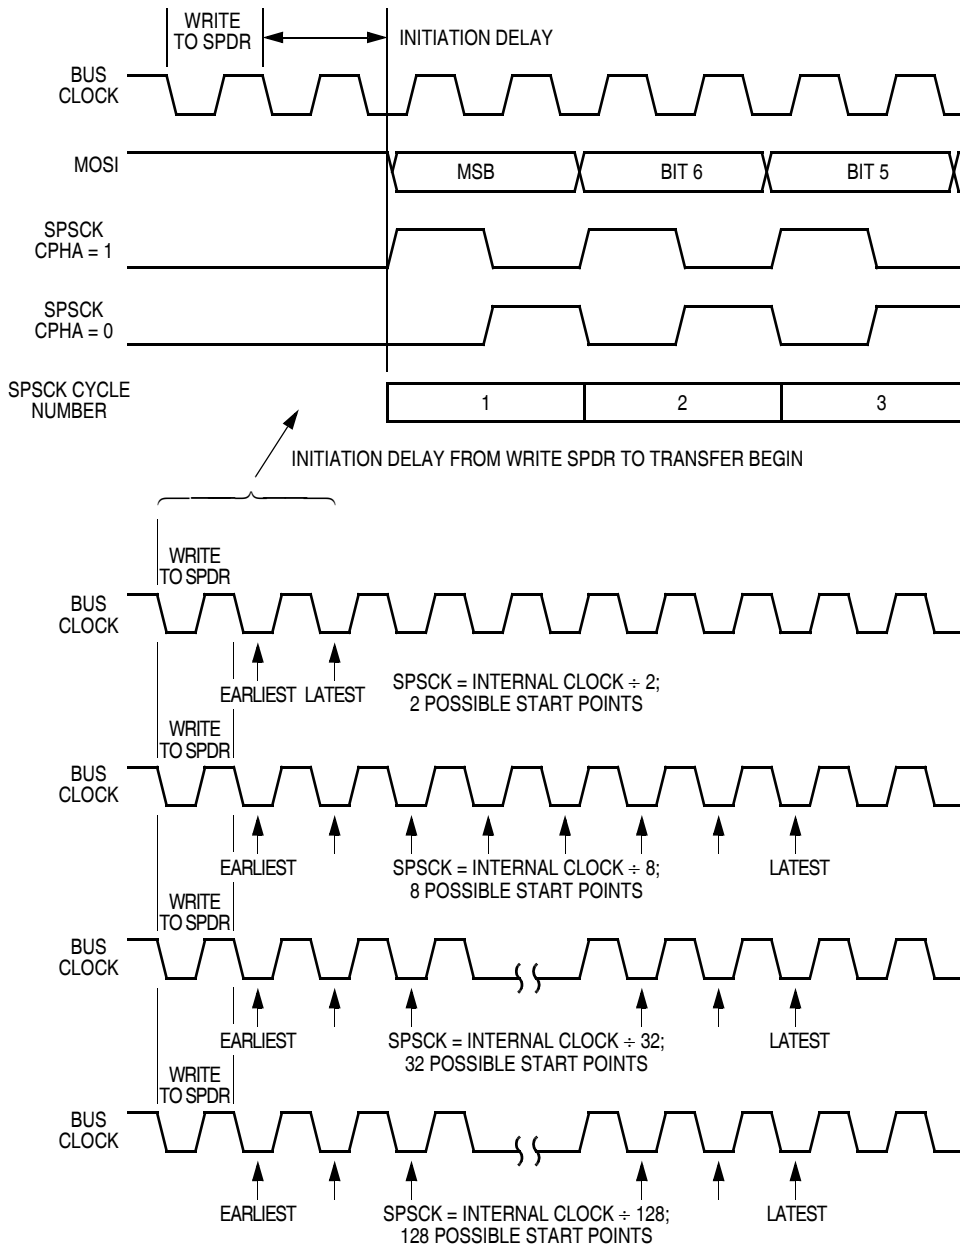 WRITE
TO SPDR
INITIATION DELAY
BUS
CLOCK
MOSI
MSB
BIT 6
BIT 5
SPSCK
CPHA = 1
SPSCK
CPHA = 0
SPSCK CYCLE
NUMBER
1
2
3
INITIATION DELAY FROM WRITE SPDR TO TRANSFER BEGIN
WRITE
TO SPDR
BUS
CLOCK
EARLIEST
LATEST
SPSCK = INTERNAL CLOCK ÷ 2;
2 POSSIBLE START POINTS
WRITE
TO SPDR
BUS
CLOCK
EARLIEST
SPSCK = INTERNAL CLOCK ÷ 8;
8 POSSIBLE START POINTS
LATEST
WRITE
TO SPDR
BUS
CLOCK
EARLIEST
SPSCK = INTERNAL CLOCK ÷ 32;
32 POSSIBLE START POINTS
LATEST
WRITE
TO SPDR
BUS
CLOCK
EARLIEST
SPSCK = INTERNAL CLOCK ÷ 128;
128 POSSIBLE START POINTS
LATEST